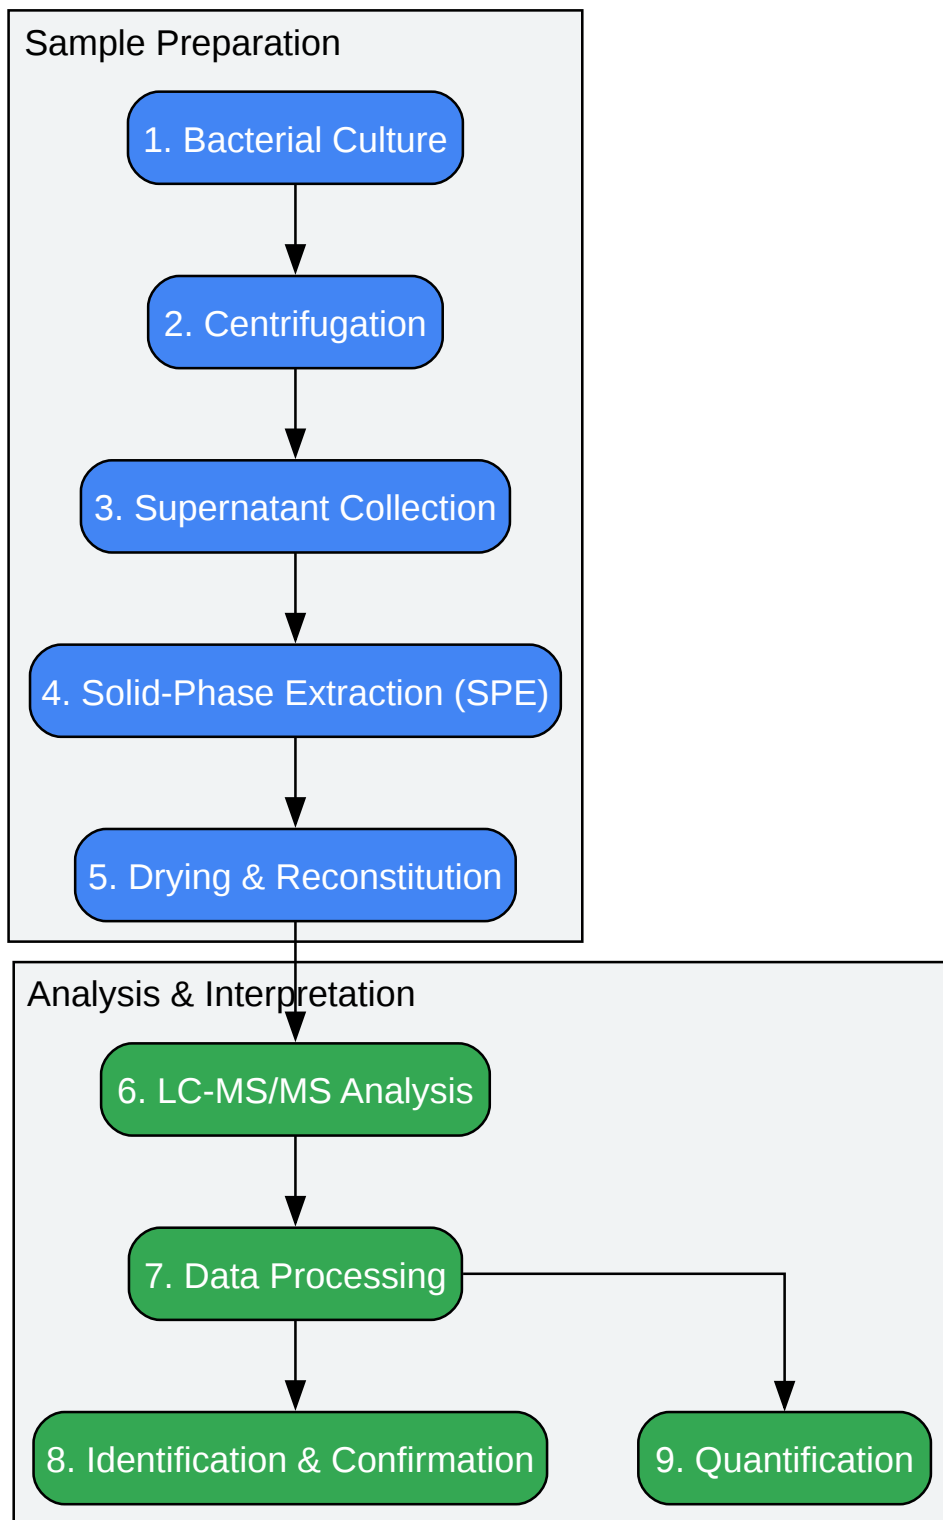 Sample Preparation
1. Bacterial Culture
2. Centrifugation
3. Supernatant Collection
4. Solid-Phase Extraction (SPE)
5. Drying & Reconstitution
Analysis & Interpretation
6. LC-MS/MS Analysis
7. Data Processing
8. Identification & Confirmation
9. Quantification